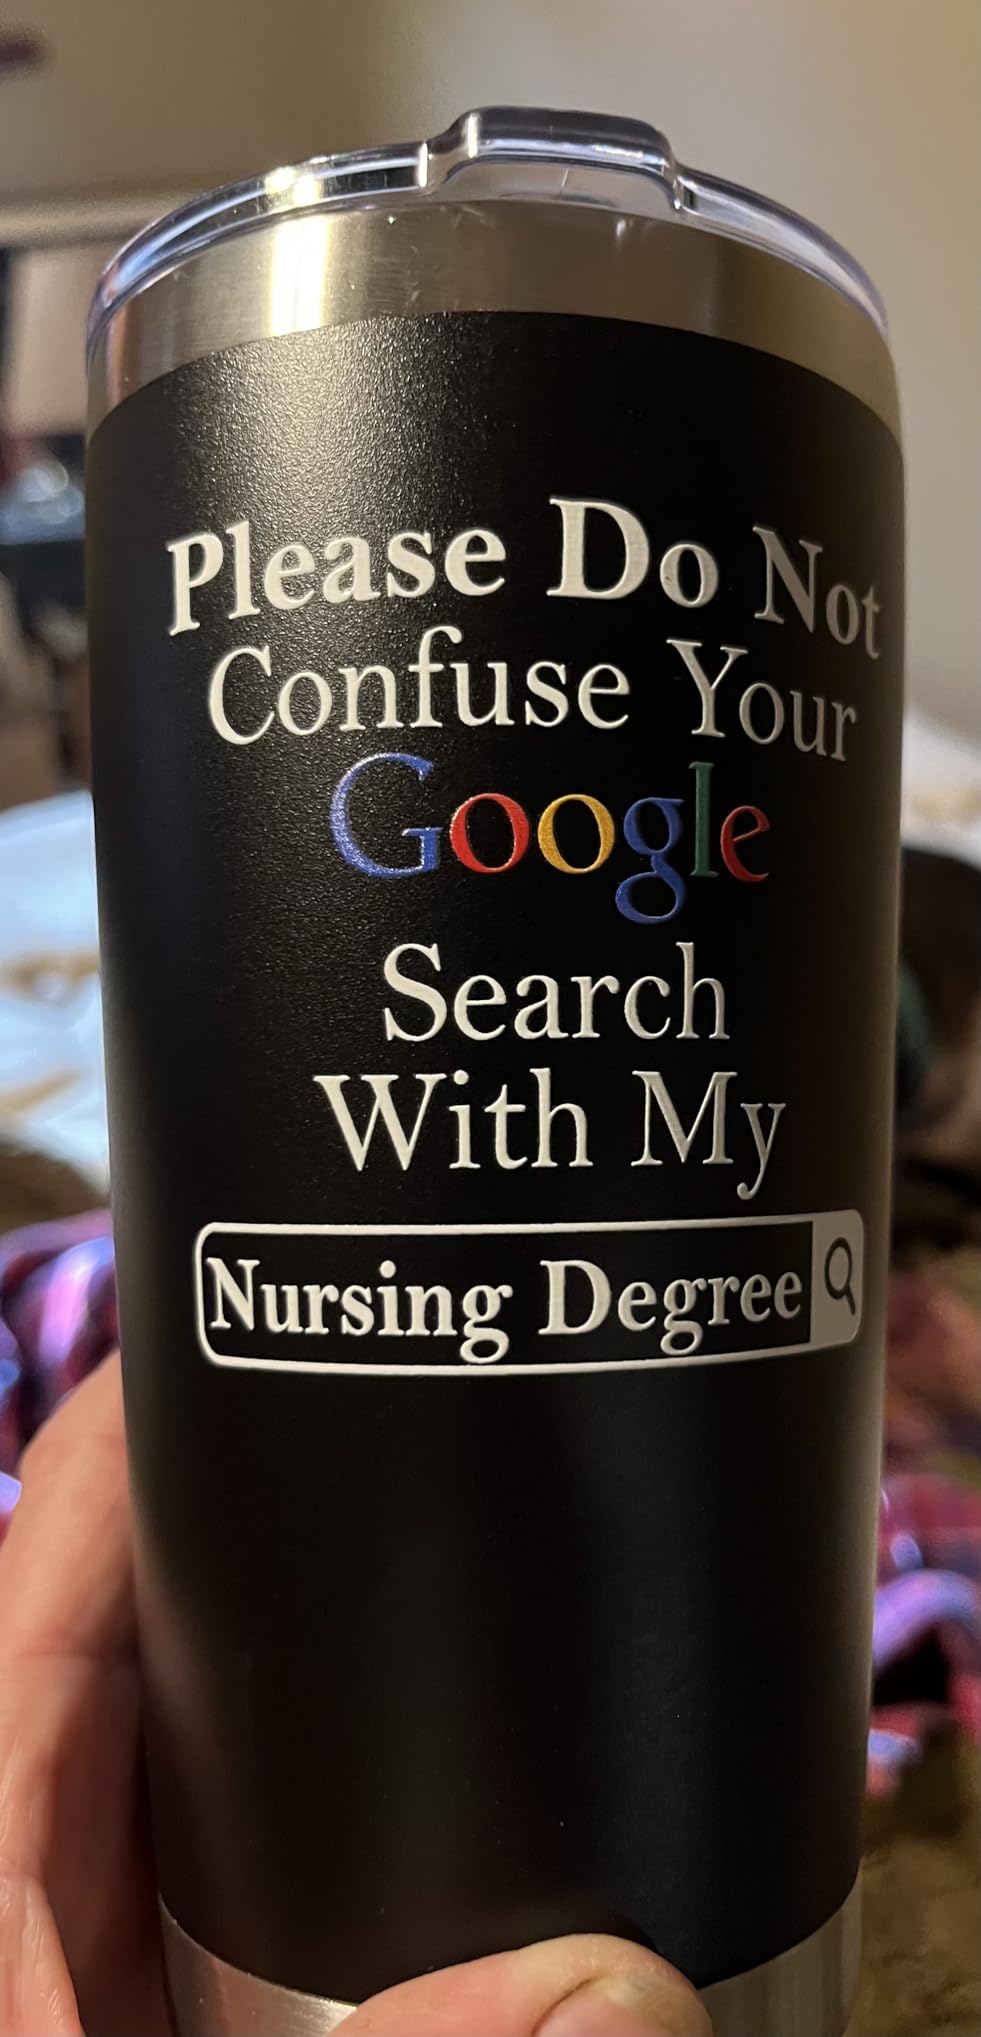 Please Do Not
Confuse Your
Google
Search
With My
Nursing Degree